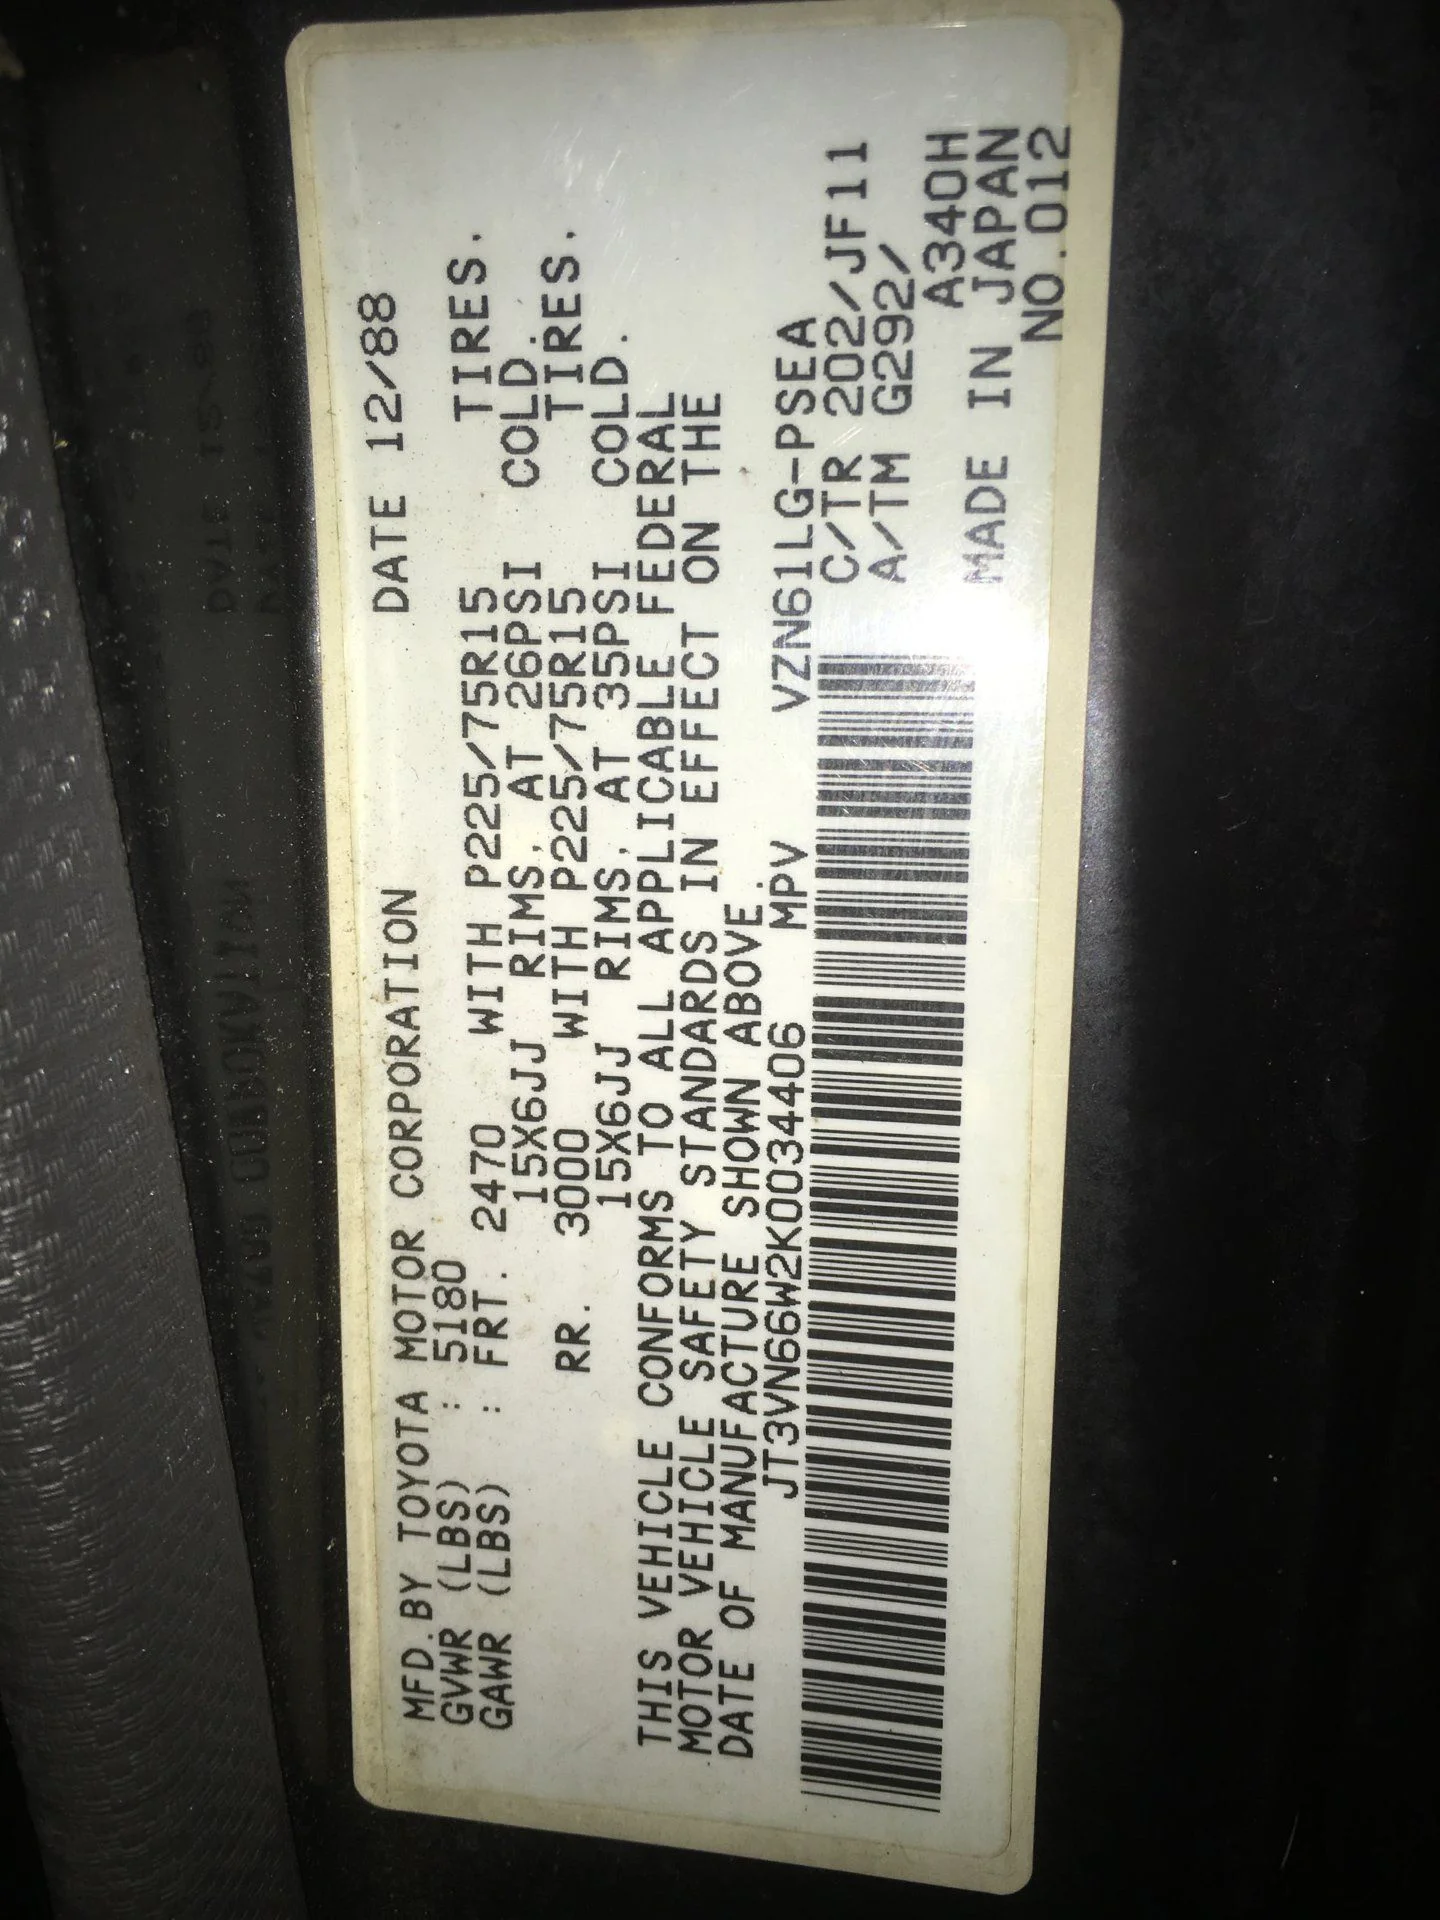 MFD.BY TOYOTA MOTOR CORPORATION DATE 12/88
GVWR (LBS) : 5180
GAWR (LBS) : FRT. 2470 WITH P225/75R15 TIRES.
15X6JJ RIMS, AT 26PSI COLD.
RR. 3000 WITH P225/75R15 TIRES.
15X6JJ RIMS, AT 35PSI COLD.
THIS VEHICLE CONFORMS TO ALL APPLICABLE FEDERAL
MOTOR VEHICLE SAFETY STANDARDS IN EFFECT ON THE
DATE OF MANUFACTURE SHOWN ABOVE.
JT3VN66W2K0034406 MPV VZN61LG-PSEA
C/TR 202/JF11
A/TM G292/
A340H
MADE IN JAPAN
NO.012